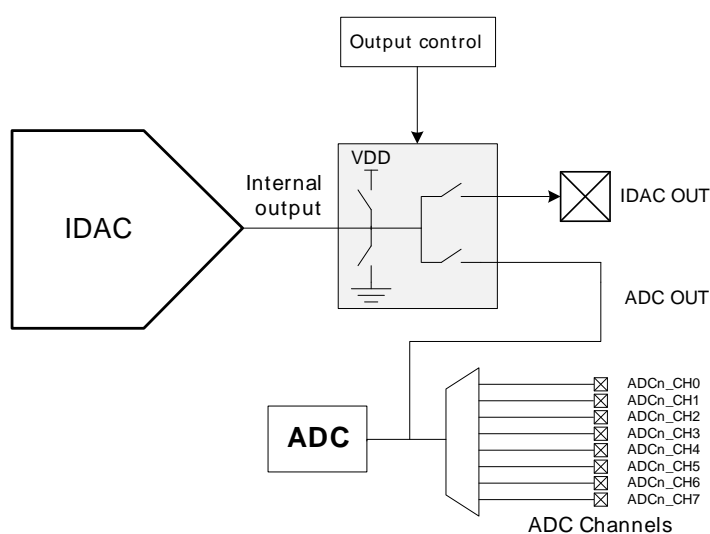 Output control
VDD
Internal
output
IDAC
IDAC OUT
ADC OUT
ADC
ADCn_CH0
ADCn_CH1
ADCn_CH2
ADCn_CH3
ADCn_CH4
ADCn_CH5
ADCn_CH6
ADCn_CH7
ADC Channels